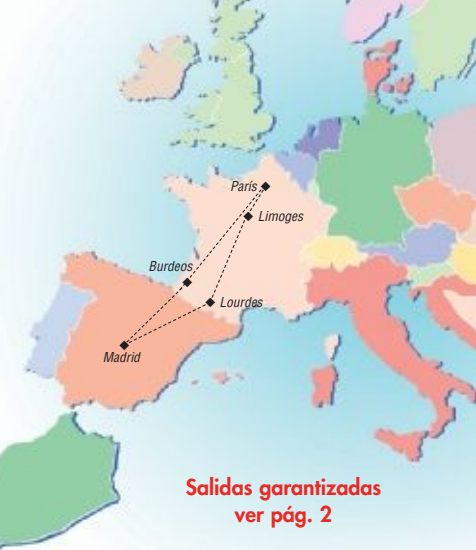 París
Limoges
Burdeos
Lourdes
Madrid
Salidas garantizadas
ver pág. 2